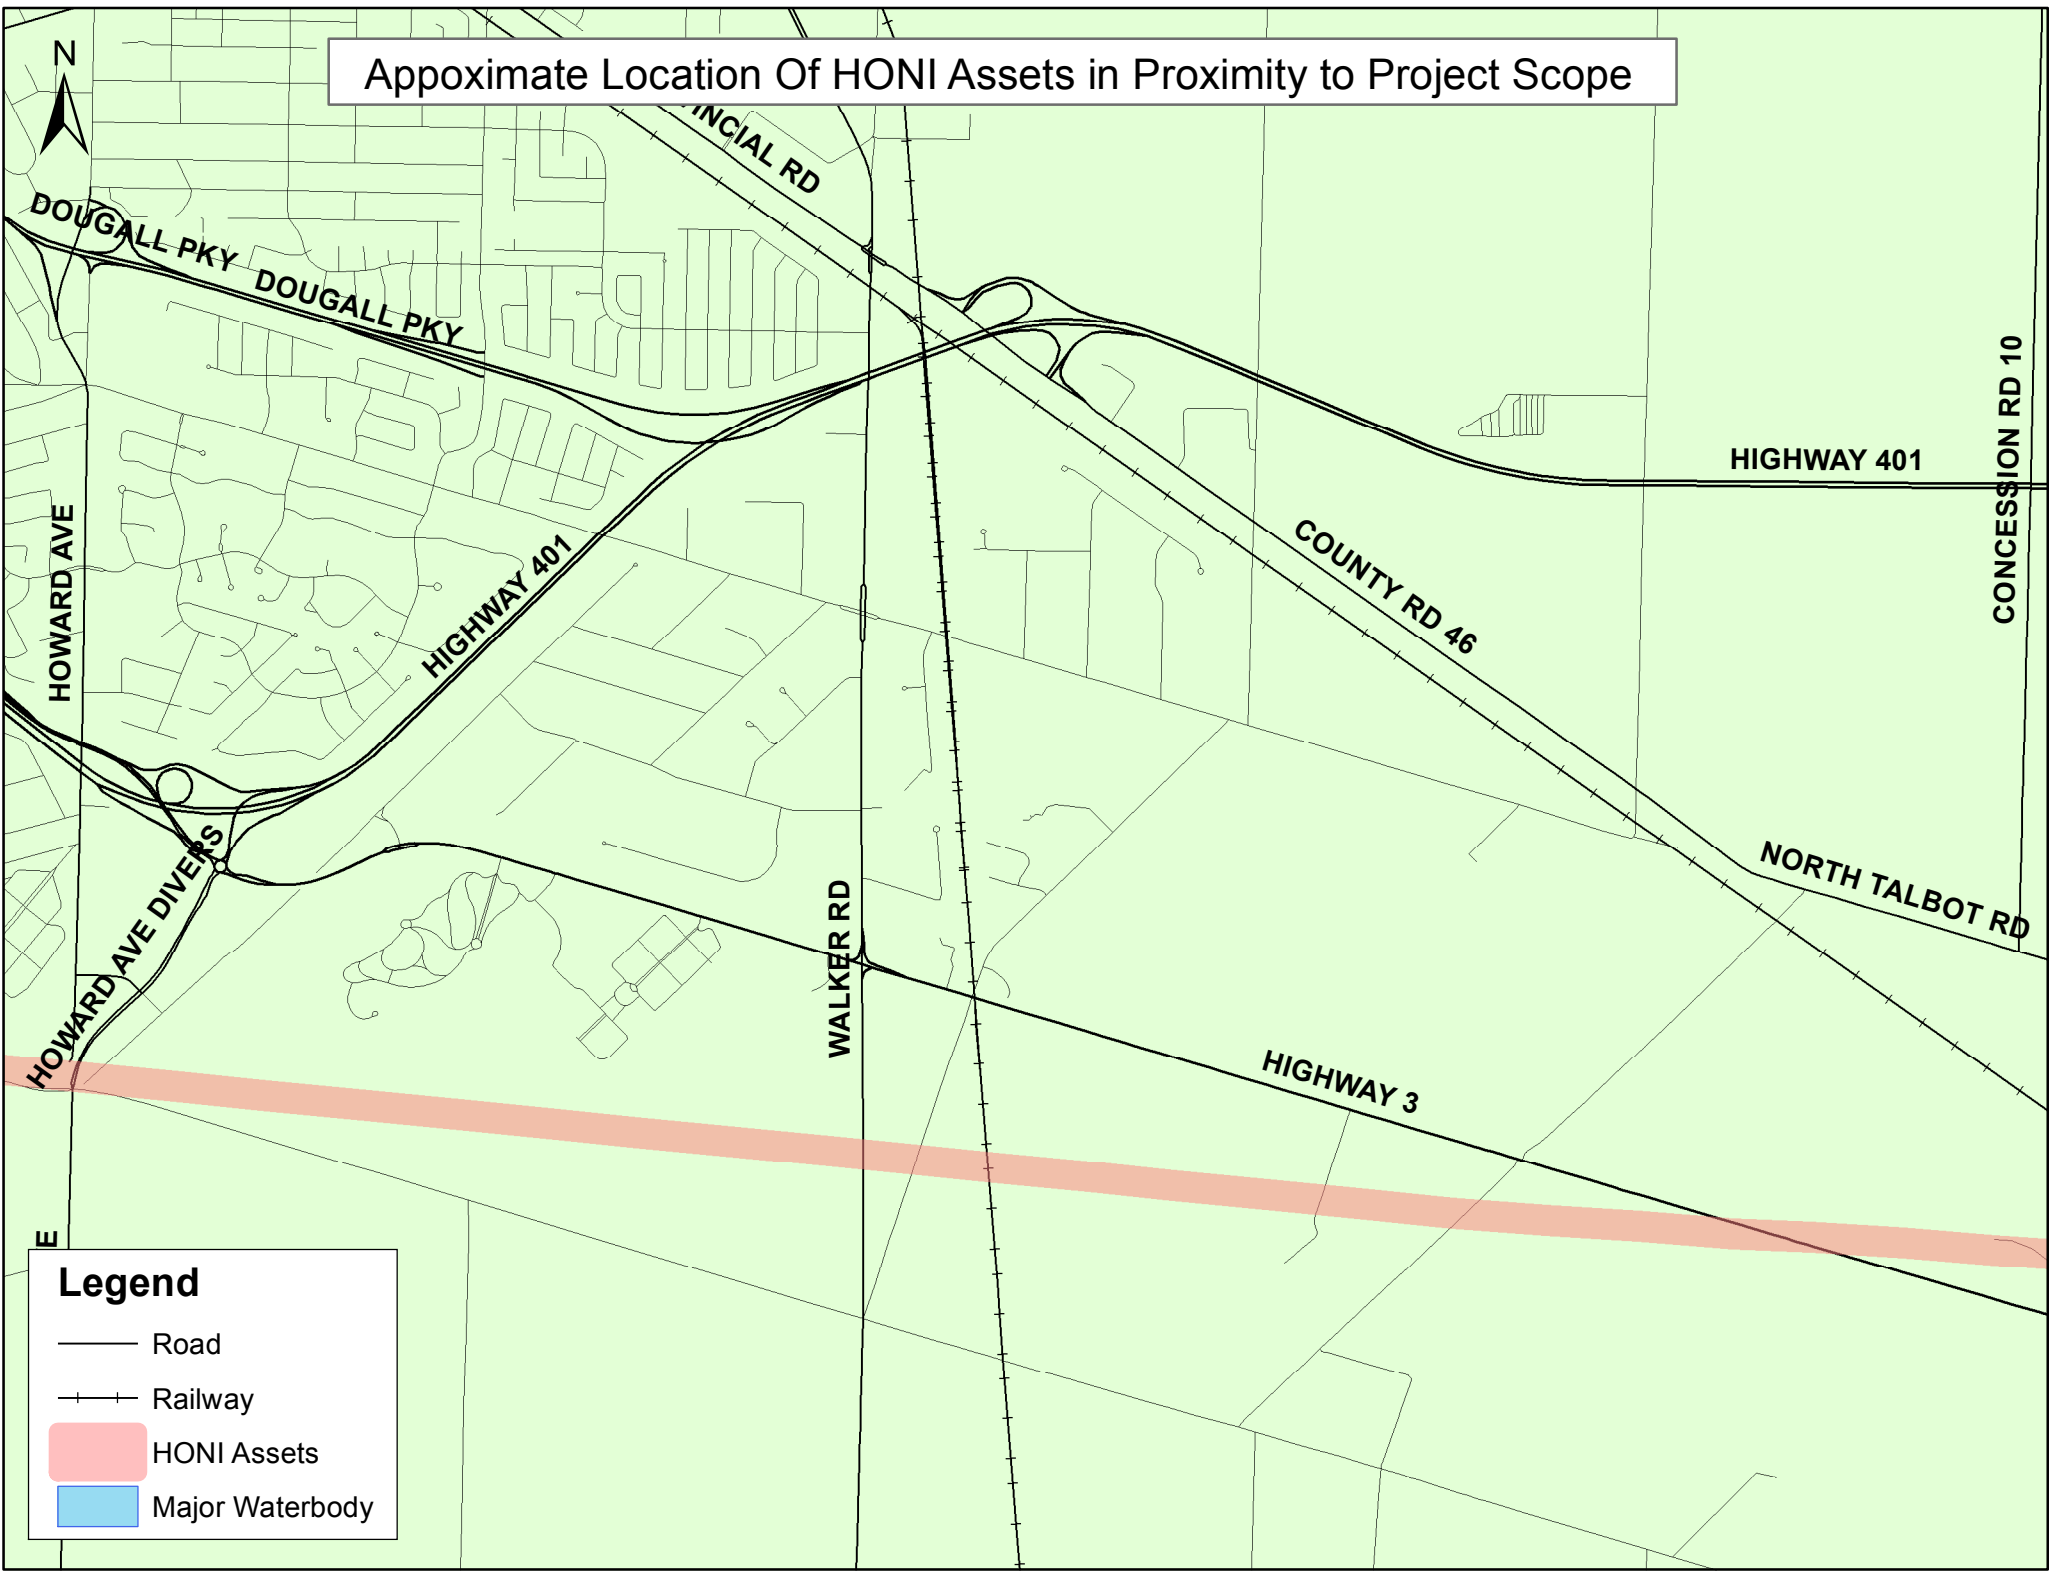 N
Appoximate Location Of HONI Assets in Proximity to Project Scope
VINCIAL RD
DOUGALL PKY
DOUGALL PKY
HIGHWAY 401
CONCESSION RD 10
HOWARD AVE
HIGHWAY 401
COUNTY RD 46
NORTH TALBOT RD
HOWARD AVE DIVERS
WALKER RD
HIGHWAY 3
E
Legend
Road
Railway
HONI Assets
Major Waterbody